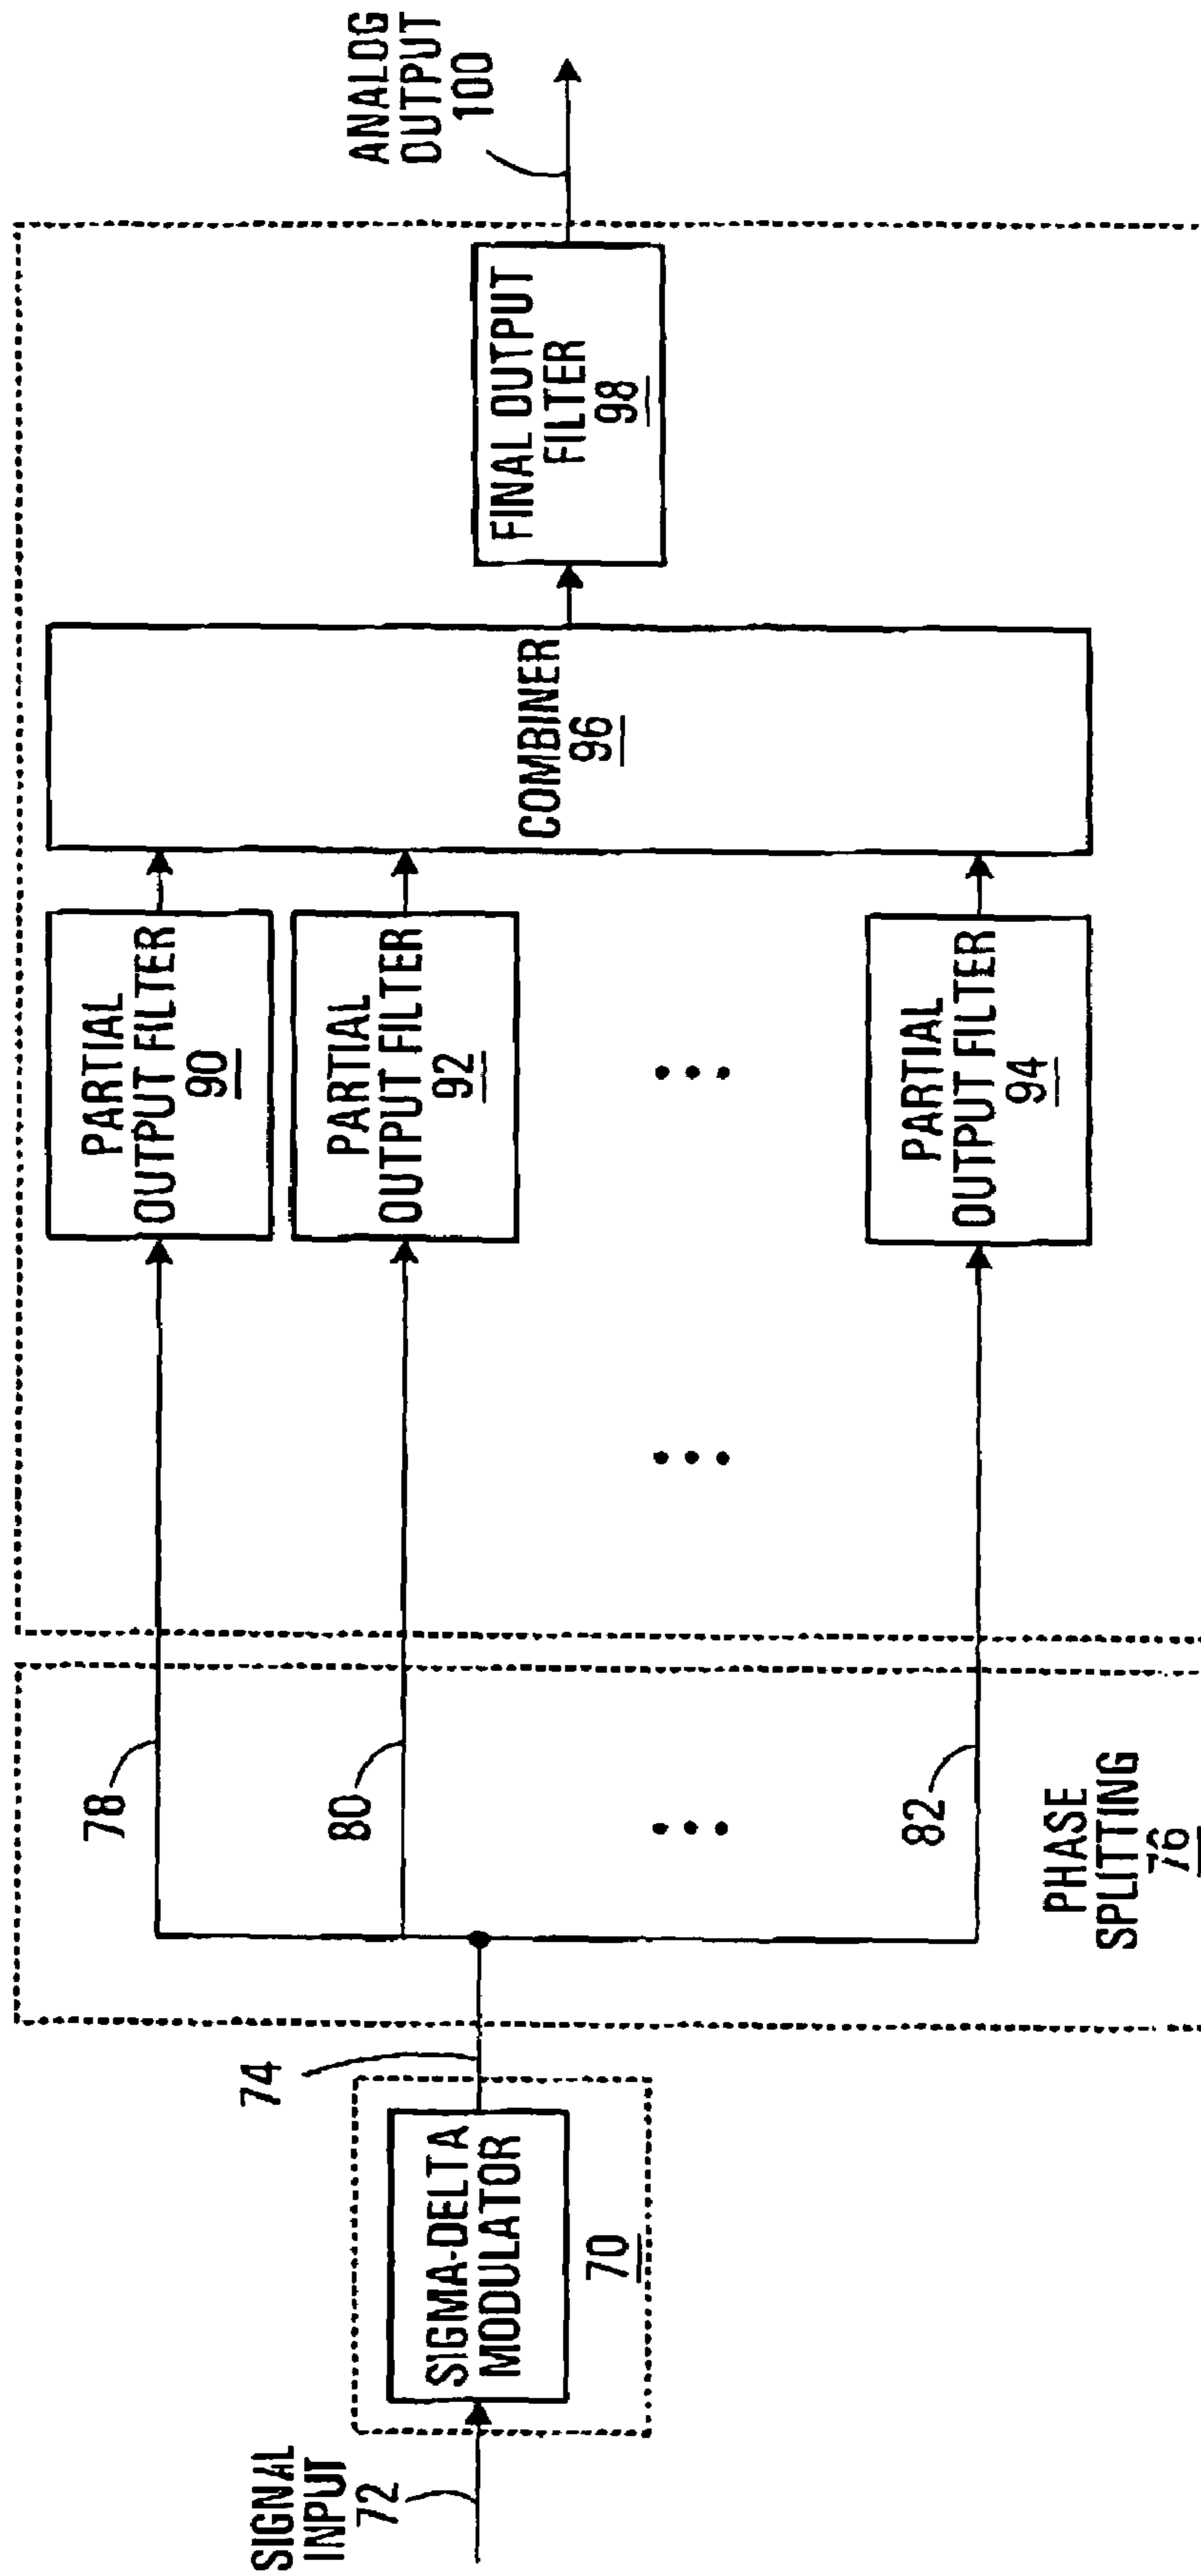 SIGNAL
INPUT
72
SIGMA-DELTA
MODULATOR
70
74
PHASE
SPLITTING
76
78
80
82
PARTIAL
OUTPUT FILTER
90
PARTIAL
OUTPUT FILTER
92
PARTIAL
OUTPUT FILTER
94
COMBINER
96
FINAL OUTPUT
FILTER
98
ANALOG
OUTPUT
100